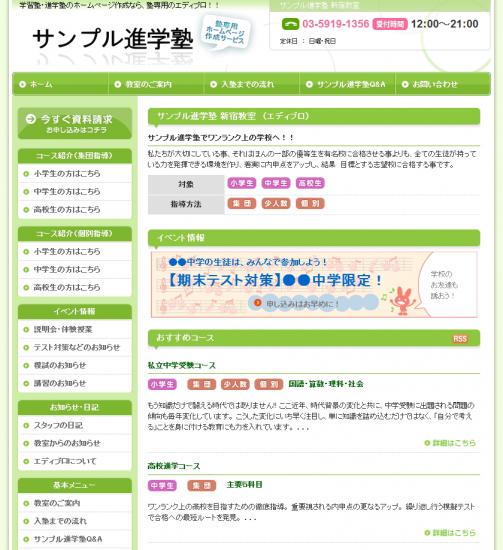 学習塾・進学塾のホームページ作成なら、塾専用のエディプロ！！
サンプル進学塾
塾専用
ホームページ
作成サービス
サンプル進学塾 新宿教室
03-5919-1356 受付時間 12:00～21:00
定休日 ： 日曜・祝日
ホーム
教室のご案内
入塾までの流れ
サンプル進学塾Q&A
お問い合わせ
今すぐ資料請求
お申し込みはコチラ
コース紹介(集団指導)
小学生の方はこちら
中学生の方はこちら
高校生の方はこちら
コース紹介(個別指導)
小学生の方はこちら
中学生の方はこちら
高校生の方はこちら
イベント情報
説明会・体験授業
テスト対策などのお知らせ
模試のお知らせ
講習のお知らせ
お知らせ・日記
スタッフの日記
教室からのお知らせ
エディプロについて
基本メニュー
教室のご案内
入塾までの流れ
サンプル進学塾Q&A
サンプル進学塾 新宿教室 （エディプロ）
サンプル進学塾でワンランク上の学校へ！！
私たちが大切にしている事、それはほんの一部の優等生を有名校に合格させる事よりも、全ての生徒が持って
いる力を発揮できる環境を作り、着実に内申点をアップし、結果 目標とする志望校に合格する事です。
対象 小学生 中学生 高校生
指導方法 集 団 少人数 個 別
イベント情報
●●中学の生徒は、みんなで参加しよう！
【期末テスト対策】●●中学限定！
申し込みはお早めに！
学校の
お友達も
誘おう！
おすすめコース
RSS
私立中学受験コース
小学生 集 団 少人数 個 別 国語・算数・理科・社会
もう知識だけで闘える時代ではありません!! ここ近年、時代背景の変化と共に、中学受験に出題される問題の
傾向も毎年変化しています。こうした変化にいち早く注目し、単に知識を詰め込むだけではなく、「自分で考え
る」ことを身に付ける教育にも力を入れています。...
詳細はこちら
高校進学コース
中学生 集 団 主要5科目
ワンランク上の高校を目指すための徹底指導。重要視される内申点の更なるアップ。繰り返し行う模擬テスト
で合格への最短ルートを発見。...
詳細はこちら